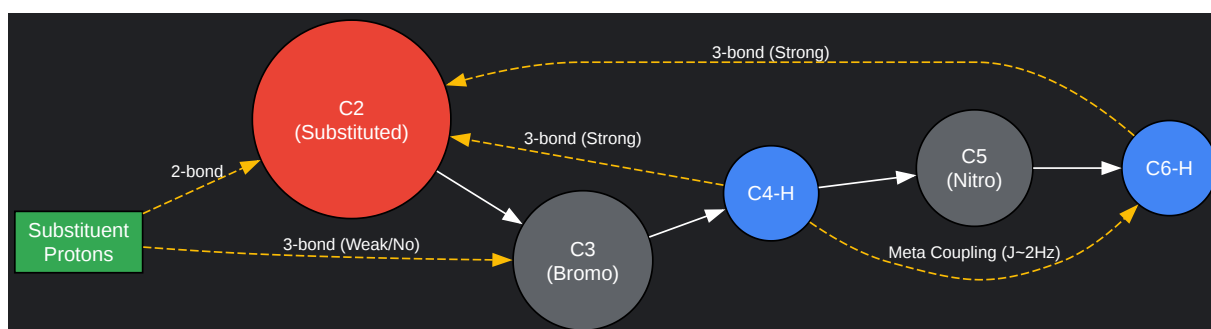 3-bond (Strong)
C2
(Substituted)
3-bond (Strong)
C5
(Nitro)
C6-H
2-bond
C4-H
Substituent
Protons
3-bond (Weak/No)
C3
(Bromo)
Meta Coupling (J~2Hz)